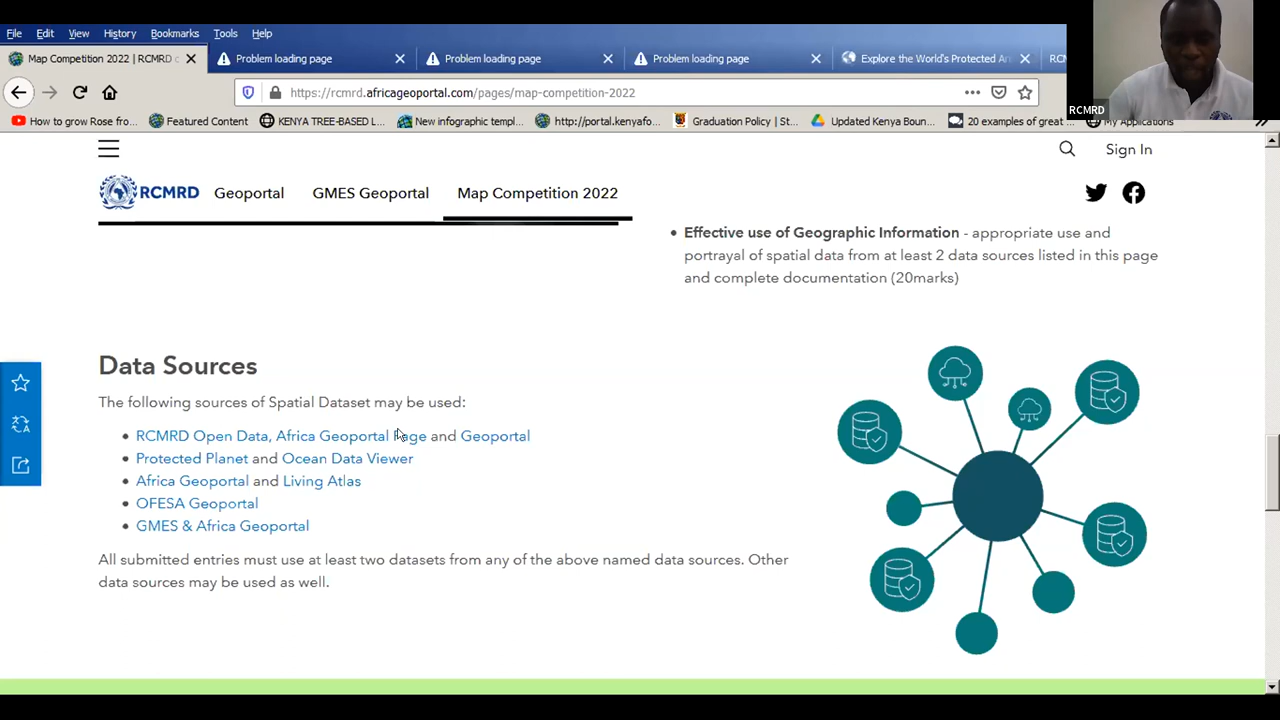 File Edit View History Bookmarks Tools Help
Map Competition 2022 | RCMRD
Problem loading page
Problem loading page
Problem loading page
Explore the World's Protected
https://rcmrd.africageoportal.com/pages/map-competition-2022
RCMRD
How to grow Rose fro...
Featured Content
KENYA TREE-BASED L...
New infographic templ...
http://portal.kenyafo...
Graduation Policy | St...
Updated Kenya Boun...
20 examples of great ...
My Applications
Sign In
RCMRD Geoportal GMES Geoportal Map Competition 2022
• Effective use of Geographic Information - appropriate use and
portrayal of spatial data from at least 2 data sources listed in this page
and complete documentation (20marks)
Data Sources
The following sources of Spatial Dataset may be used:
• RCMRD Open Data, Africa Geoportal Page and Geoportal
• Protected Planet and Ocean Data Viewer
• Africa Geoportal and Living Atlas
• OFESA Geoportal
• GMES & Africa Geoportal
All submitted entries must use at least two datasets from any of the above named data sources. Other
data sources may be used as well.